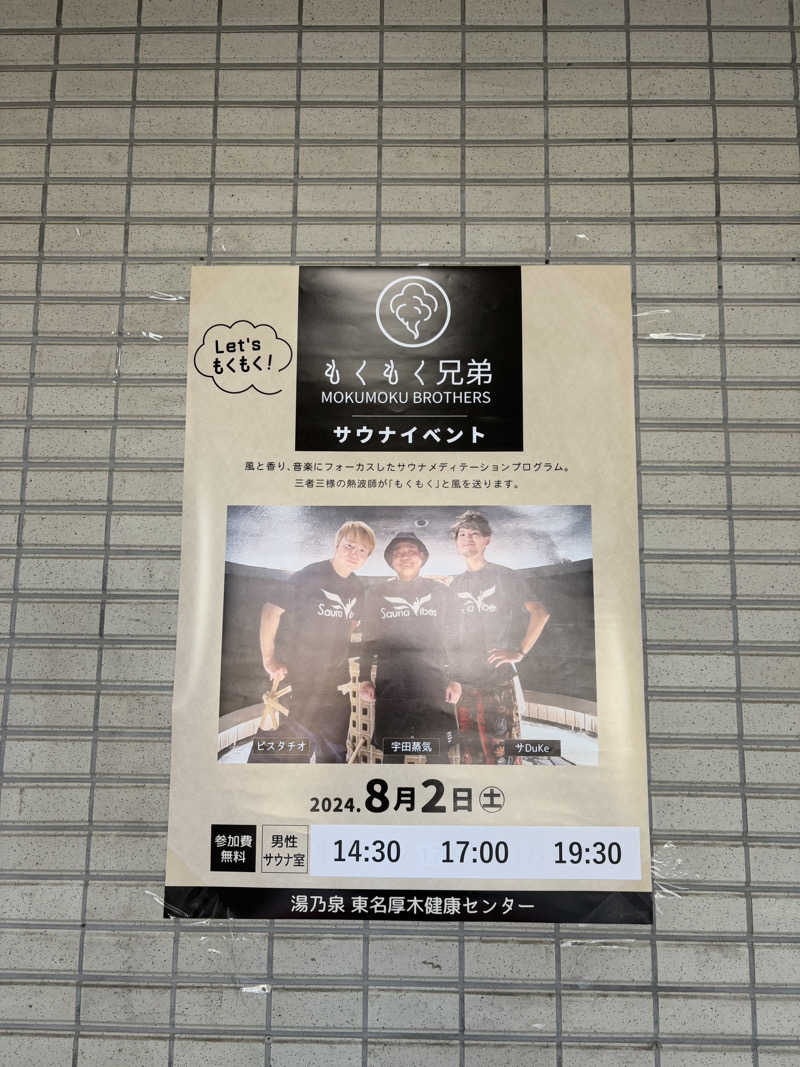 Let's
もくもく!
もくもく兄弟
MOKUMOKU BROTHERS
サウナイベント
風と香り、音楽にフォーカスしたサウナメディテーションプログラム。
三者三様の熱波師が「もくもく」と風を送ります。
Sauna Vibes
Sauna Vibes
ピスタチオ
宇田蒸気
サDuKe
2024.8月2日㊏
参加費
無料
男性
サウナ室
14:30 17:00 19:30
湯乃泉 東名厚木健康センター